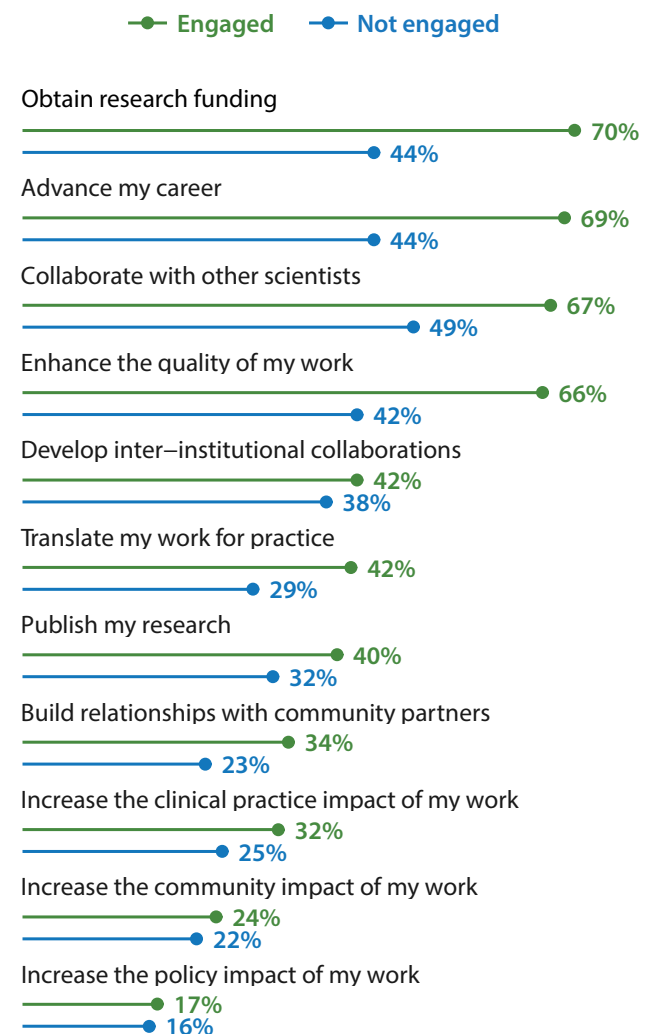 Engaged Not engaged
Obtain research funding
70%
44%
Advance my career
69%
44%
Collaborate with other scientists
67%
49%
Enhance the quality of my work
66%
42%
Develop inter−institutional collaborations
42%
38%
Translate my work for practice
42%
29%
Publish my research
40%
32%
Build relationships with community partners
34%
23%
Increase the clinical practice impact of my work
32%
25%
Increase the community impact of my work
24%
22%
Increase the policy impact of my work
17%
16%